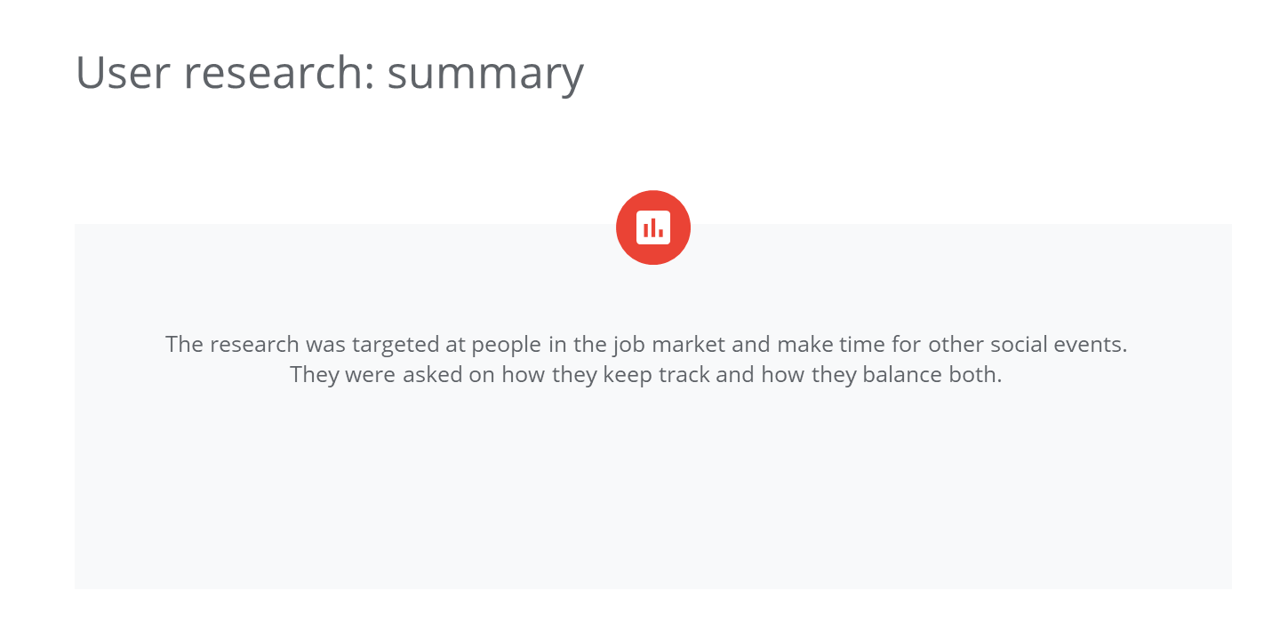 User research: summary
The research was targeted at people in the job market and make time for other social events.
They were asked on how they keep track and how they balance both.